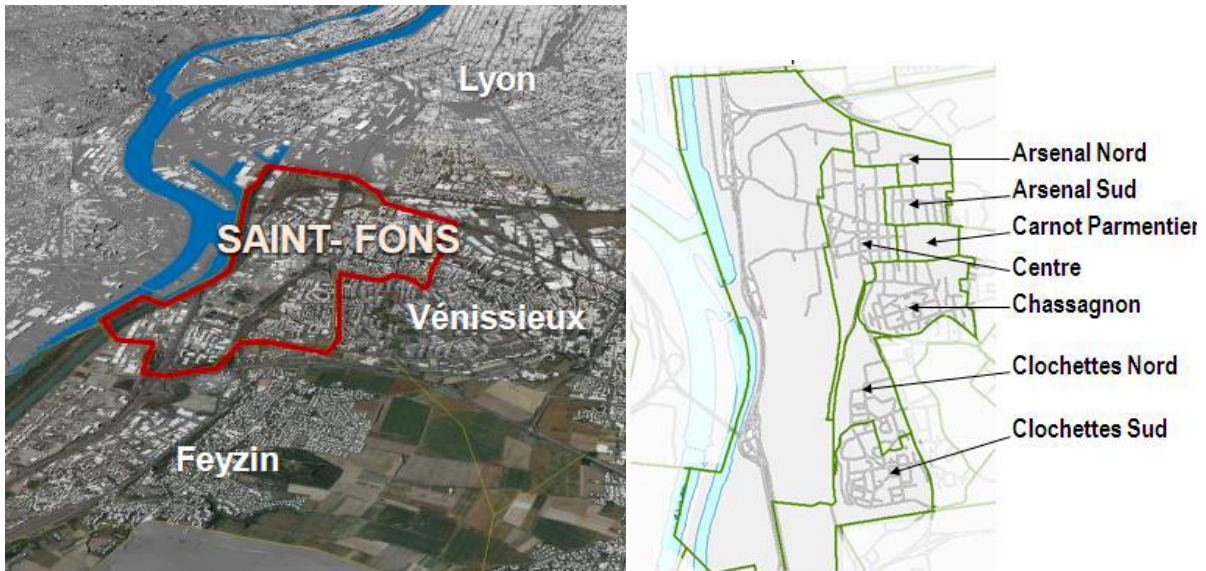 Lyon
SAINT- FONS
Vénissieux
Feyzin
Arsenal Nord
Arsenal Sud
Carnot Parmentier
Centre
Chassagnon
Clochettes Nord
Clochettes Sud